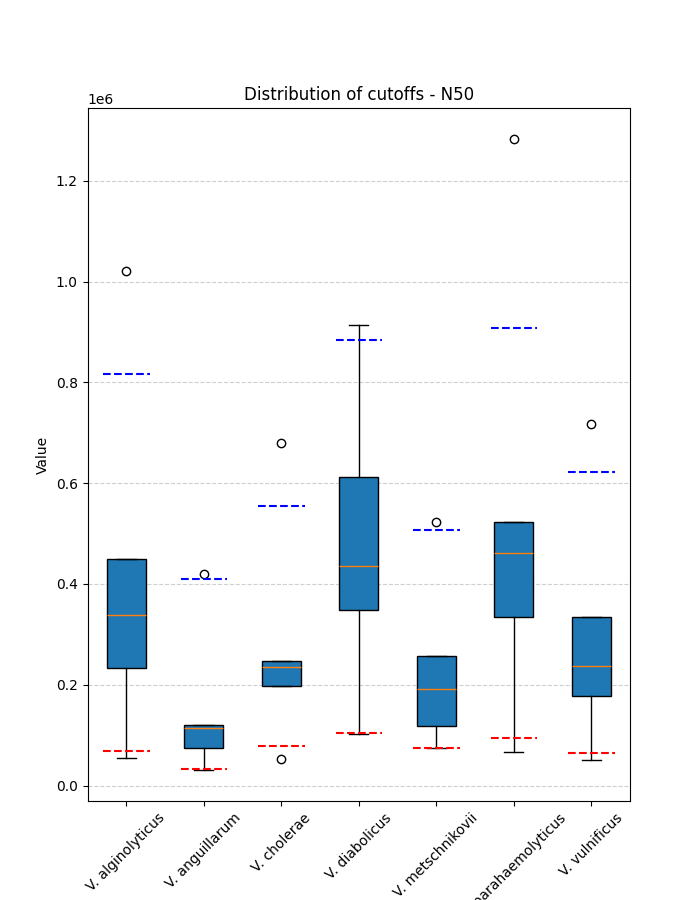 Distribution of cutoffs - N50
1e6
1.2
1.0
0.8
0.6
0.4
0.2
0.0
Value
V. alginolyticus
V. anguillarum
V. cholerae
V. diabolicus
V. metschnikovii
parahaemolyticus
V. vulnificus